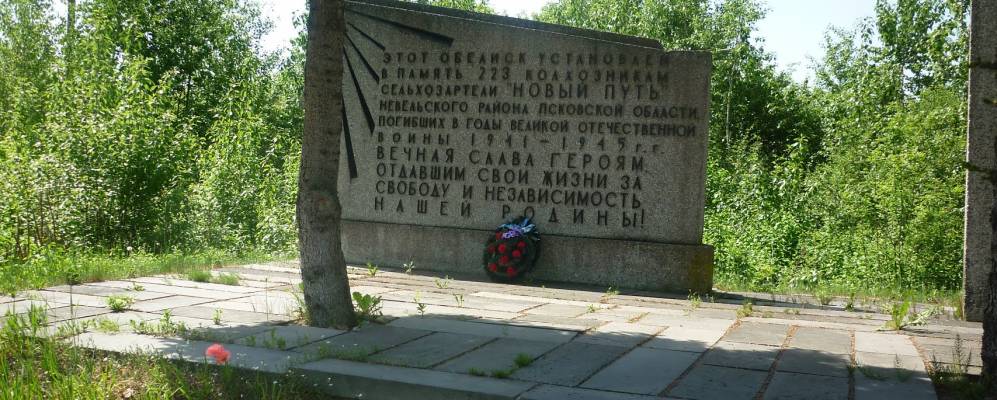 ЭТОТ ОБЕЛИСК УСТАНОВЛЕН
В ПАМЯТЬ 223 КОЛХОЗНИКАМ
СЕЛЬХОЗАРТЕЛИ "НОВЫЙ ПУТЬ"
НЕВЕЛЬСКОГО РАЙОНА ПСКОВСКОЙ ОБЛАСТИ,
ПОГИБШИХ В ГОДЫ ВЕЛИКОЙ ОТЕЧЕСТВЕННОЙ
ВОЙНЫ 1941-1945 г.г.
ВЕЧНАЯ СЛАВА ГЕРОЯМ,
ОТДАВШИМ СВОИ ЖИЗНИ ЗА
СВОБОДУ И НЕЗАВИСИМОСТЬ
НАШЕЙ РОДИНЫ!